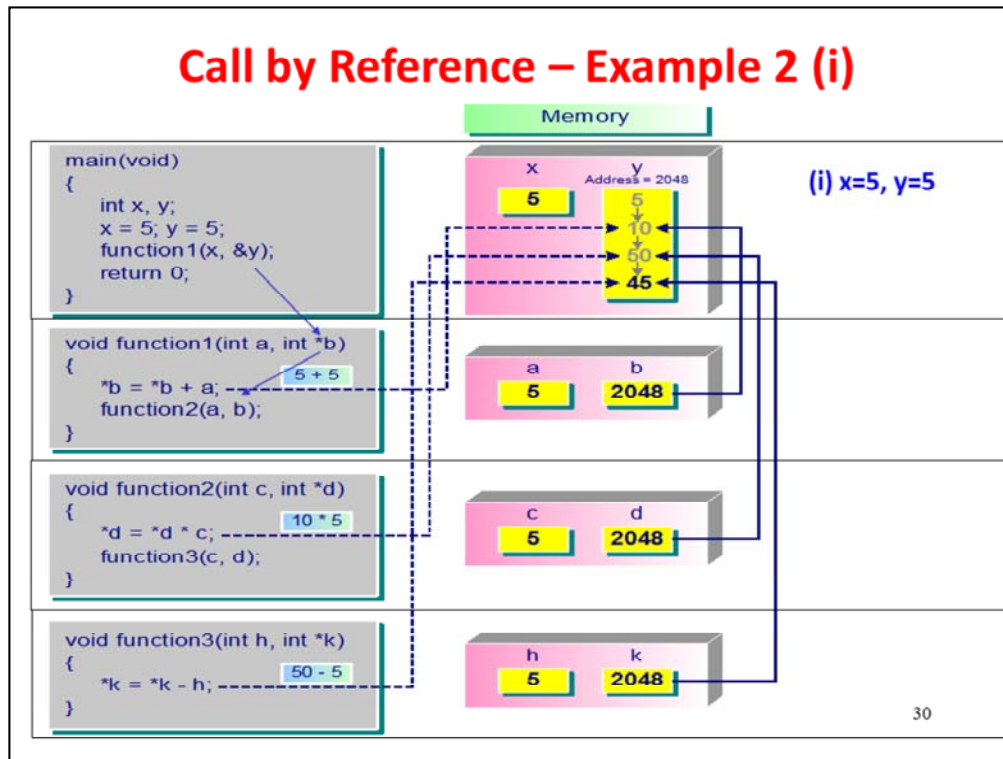 Call by Reference – Example 2 (i)
Memory
main(void)
{
int x, y;
x = 5; y = 5;
function1(x, &y);
return 0;
}
x
y
Address = 2048
5
5
10
50
45
(i) x=5, y=5
void function1(int a, int *b)
{
*b = *b + a;
5 + 5
function2(a, b);
}
a
b
5
2048
void function2(int c, int *d)
{
*d = *d * c;
10 * 5
function3(c, d);
}
c
d
5
2048
void function3(int h, int *k)
{
*k = *k - h;
50 - 5
}
h
k
5
2048
30